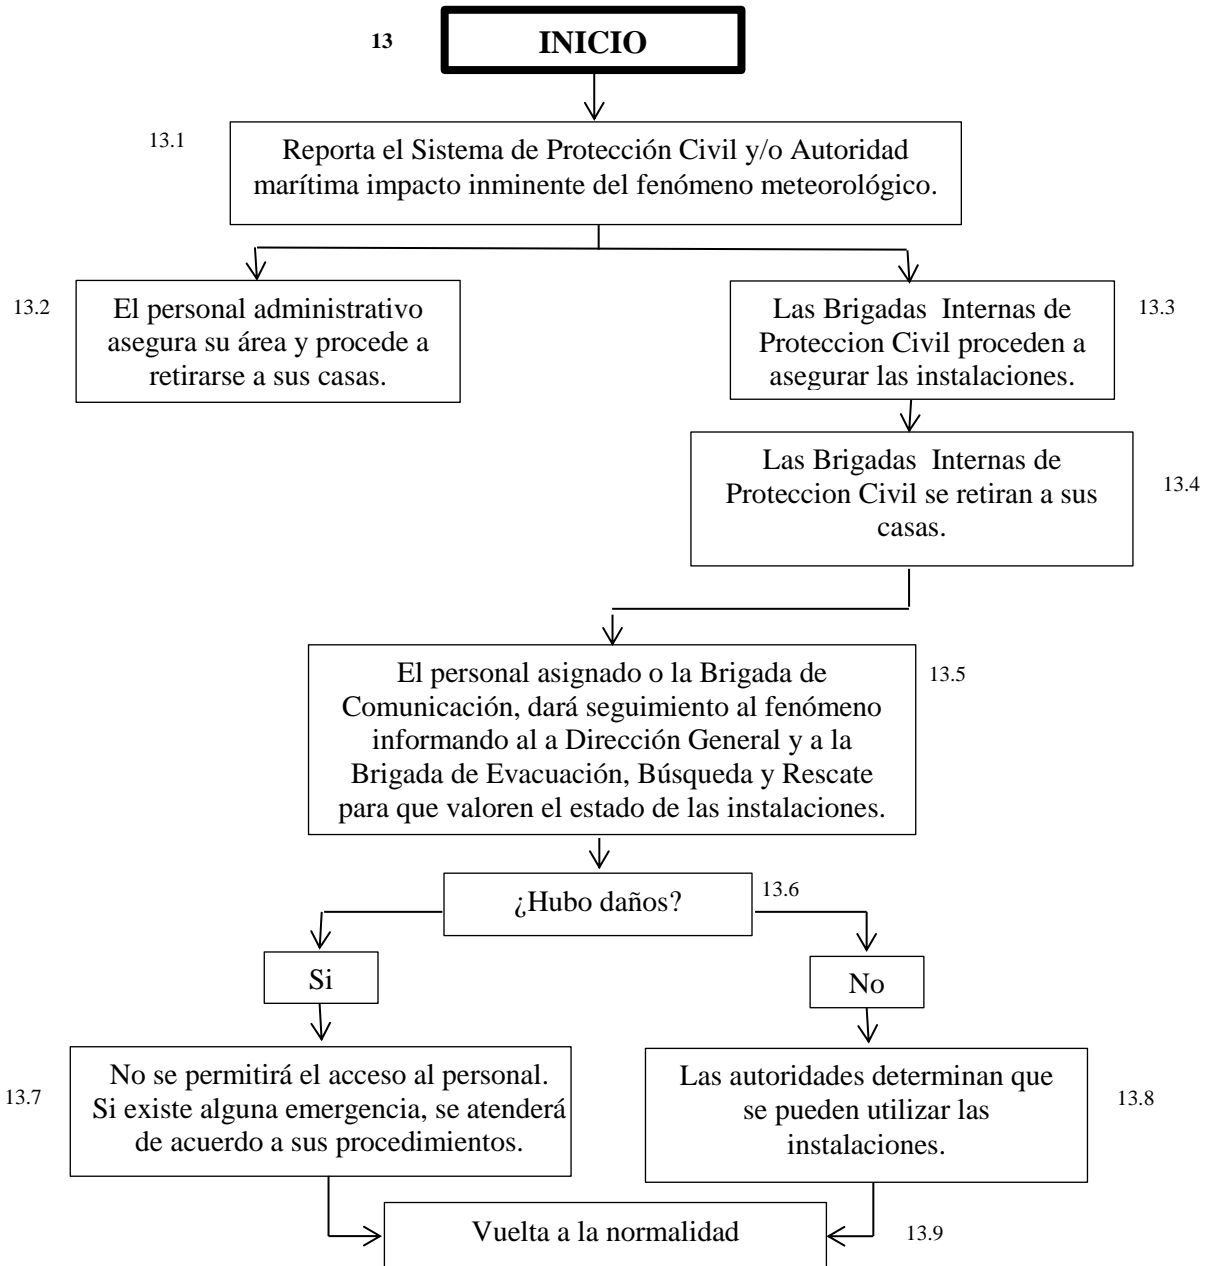 13
INICIO
13.1
Reporta el Sistema de Protección Civil y/o Autoridad
marítima impacto inminente del fenómeno meteorológico.
13.2
El personal administrativo
asegura su área y procede a
retirarse a sus casas.
Las Brigadas Internas de
Proteccion Civil proceden a
asegurar las instalaciones.
13.3
Las Brigadas Internas de
Proteccion Civil se retiran a sus
casas.
13.4
El personal asignado o la Brigada de
Comunicación, dará seguimiento al fenómeno
informando al a Dirección General y a la
Brigada de Evacuación, Búsqueda y Rescate
para que valoren el estado de las instalaciones.
13.5
¿Hubo daños?
13.6
Si
No
13.7
No se permitirá el acceso al personal.
Si existe alguna emergencia, se atenderá
de acuerdo a sus procedimientos.
Las autoridades determinan que
se pueden utilizar las
instalaciones.
13.8
Vuelta a la normalidad
13.9